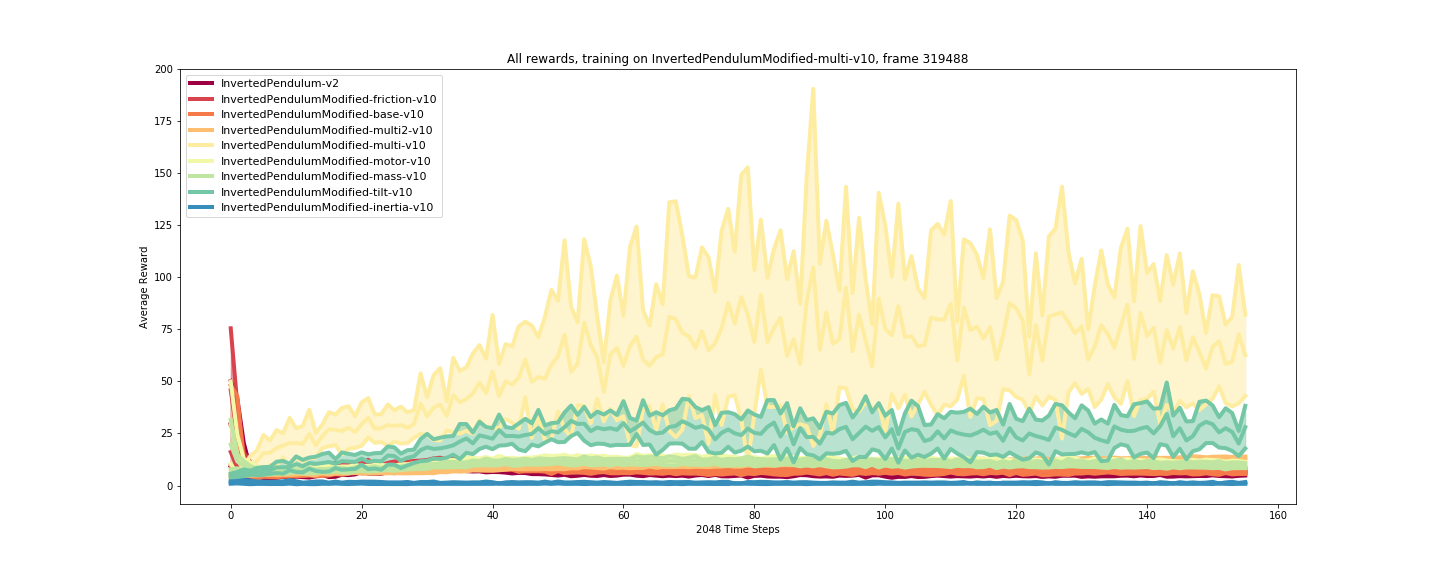 All rewards, training on InvertedPendulumModified-multi-v10, frame 319488
200
175
150
125
100
75
50
25
0
Average Reward
InvertedPendulum-v2
InvertedPendulumModified-friction-v10
InvertedPendulumModified-base-v10
InvertedPendulumModified-multi2-v10
InvertedPendulumModified-multi-v10
InvertedPendulumModified-motor-v10
InvertedPendulumModified-mass-v10
InvertedPendulumModified-tilt-v10
InvertedPendulumModified-inertia-v10
0 20 40 60 80 100 120 140 160
2048 Time Steps